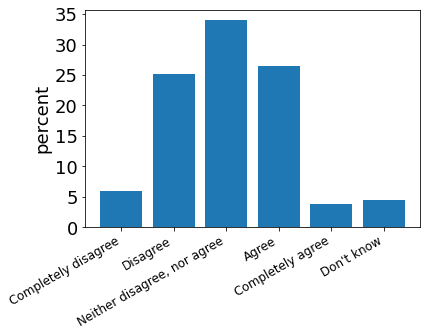 35
30
25
20
15
10
5
0
percent
Completely disagree
Disagree
Neither disagree, nor agree
Agree
Completely agree
Don't know